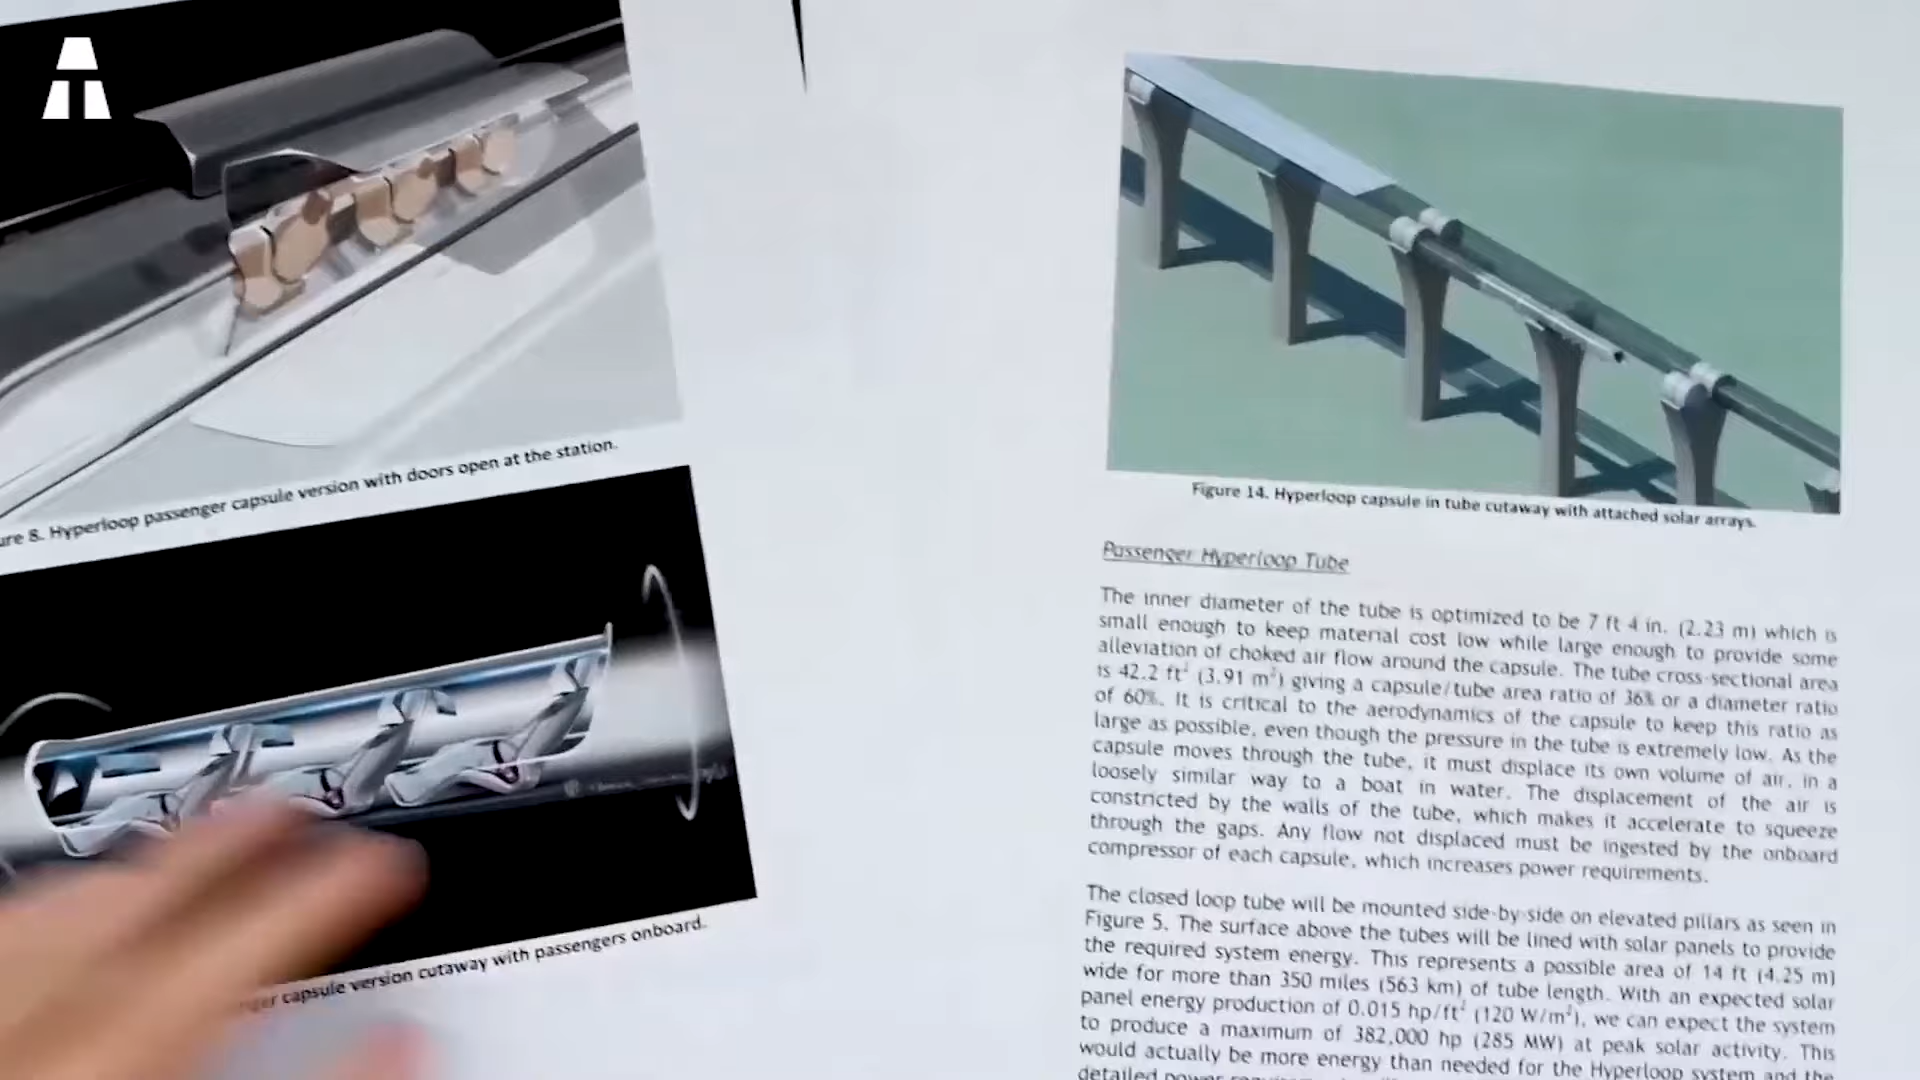 ure 8. Hyperloop passenger capsule version with doors open at the station.
capsule version cutaway with passengers onboard.
Figure 14. Hyperloop capsule in tube cutaway with attached solar arrays.
Passenger Hyperloop Tube
The inner diameter of the tube is optimized to be 7 ft 4 in. (2.23 m) which is
small enough to keep material cost low while large enough to provide some
alleviation of choked air flow around the capsule. The tube cross-sectional area
is 42.2 ft² (3.91 m²) giving a capsule/tube area ratio of 36% or a diameter ratio
of 60%. It is critical to the aerodynamics of the capsule to keep this ratio as
large as possible, even though the pressure in the tube is extremely low. As the
capsule moves through the tube, it must displace its own volume of air, in a
loosely similar way to a boat in water. The displacement of the air is
constricted by the walls of the tube, which makes it accelerate to squeeze
through the gaps. Any flow not displaced must be ingested by the onboard
compressor of each capsule, which increases power requirements.
The closed loop tube will be mounted side-by-side on elevated pillars as seen in
Figure 5. The surface above the tubes will be lined with solar panels to provide
the required system energy. This represents a possible area of 14 ft (4.25 m)
wide for more than 350 miles (563 km) of tube length. With an expected solar
panel energy production of 0.015 hp/ft² (120 W/m²), we can expect the system
to produce a maximum of 382,000 hp (285 MW) at peak solar activity. This
would actually be more energy than needed for the Hyperloop system and the
detailed power